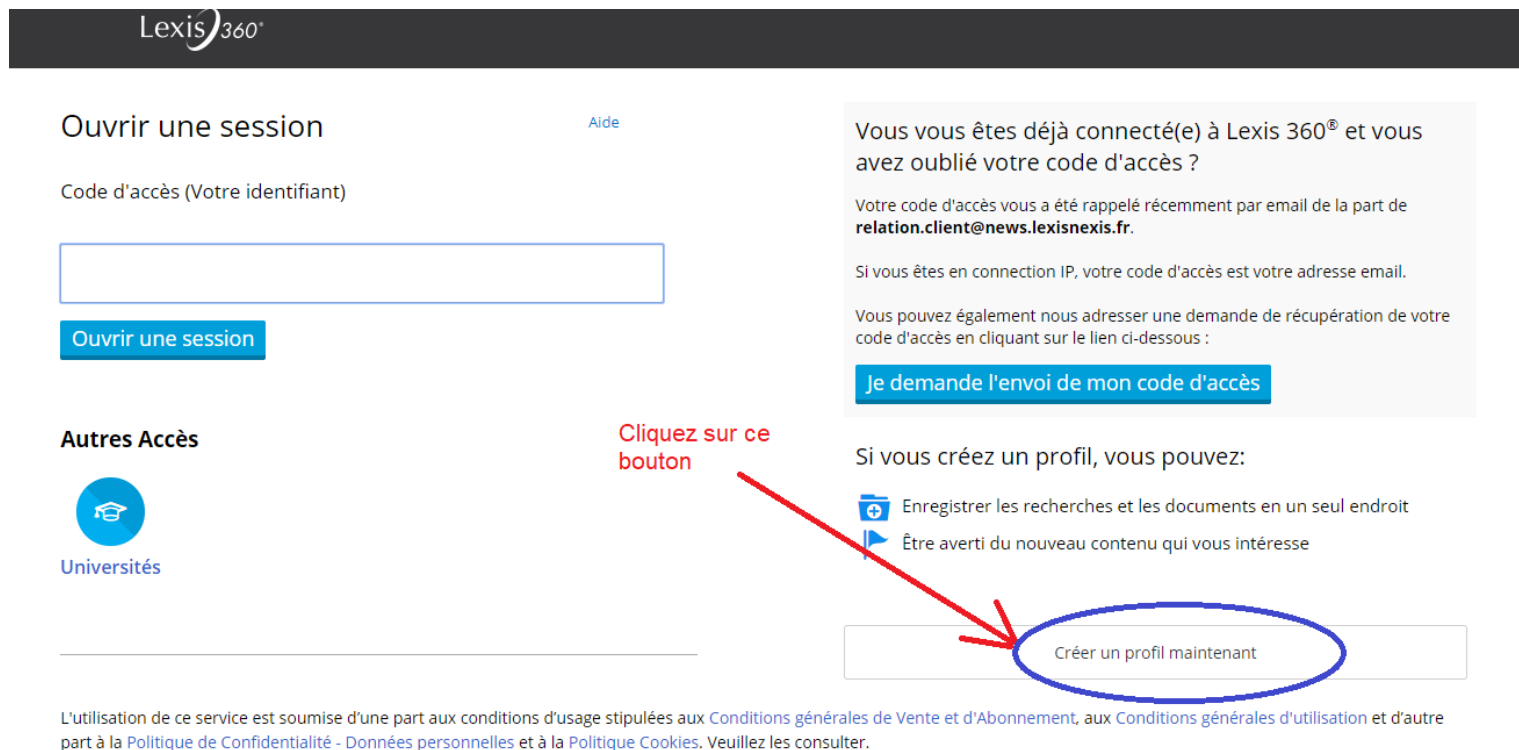 Lexis 360®
Ouvrir une session
Aide
Code d'accès (Votre identifiant)
Ouvrir une session
Autres Accès
Universités
Vous vous êtes déjà connecté(e) à Lexis 360® et vous
avez oublié votre code d'accès ?
Votre code d'accès vous a été rappelé récemment par email de la part de
relation.client@news.lexisnexis.fr.
Si vous êtes en connection IP, votre code d'accès est votre adresse email.
Vous pouvez également nous adresser une demande de récupération de votre
code d'accès en cliquant sur le lien ci-dessous :
Je demande l'envoi de mon code d'accès
Cliquez sur ce
bouton
Si vous créez un profil, vous pouvez:
Enregistrer les recherches et les documents en un seul endroit
Être averti du nouveau contenu qui vous intéresse
Créer un profil maintenant
L'utilisation de ce service est soumise d’une part aux conditions d’usage stipulées aux Conditions générales de Vente et d'Abonnement, aux Conditions générales d'utilisation et d’autre
part à la Politique de Confidentialité - Données personnelles et à la Politique Cookies. Veuillez les consulter.